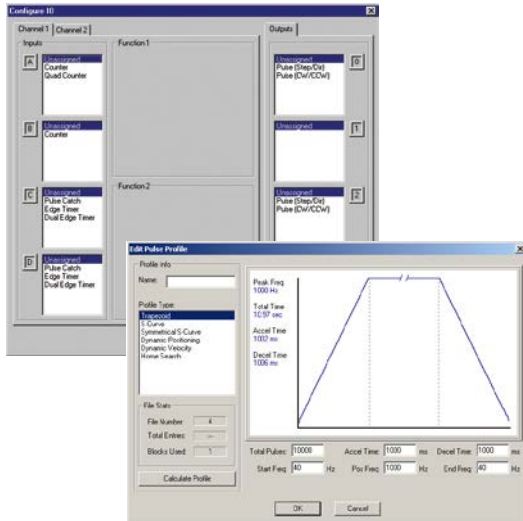 Configure IO
Channel 1 Channel 2
Inputs
A
Unassigned
Counter
Quad Counter
B
Unassigned
Counter
C
Unassigned
Pulse Catch
Edge Timer
Dual Edge Timer
D
Unassigned
Pulse Catch
Edge Timer
Dual Edge Timer
Function 1
Function 2
Outputs
Unassigned
Pulse (Step/Dir)
Pulse (CW/CCW)
0
Unassigned
1
Unassigned
Pulse (Step/Dir)
Pulse (CW/CCW)
2
Edit Pulse Profile
Profile Info
Name:
Profile Type:
Trapezoid
S-Curve
Symmetrical S-Curve
Dynamic Positioning
Dynamic Velocity
Home Search
File Stats
File Number: 4
Total Entries: --
Blocks Used: 1
Calculate Profile
Peak Freq
1000 Hz
Total Time
10.97 sec
Accel Time
1002 ms
Decel Time
1006 ms
Total Pulses: 10000 Accel Time: 1000 ms Decel Time: 1000 ms
Start Freq: 40 Hz Pos Freq: 1000 Hz End Freq: 40 Hz
OK Cancel